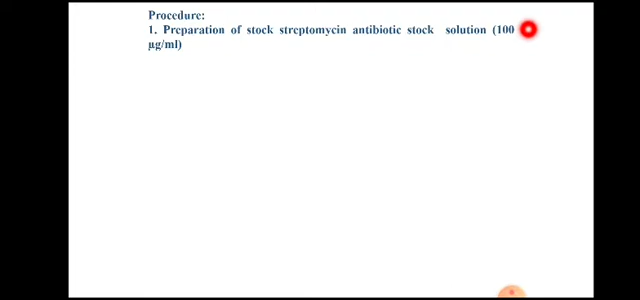 Procedure:
1. Preparation of stock streptomycin antibiotic stock solution (100
µg/ml)